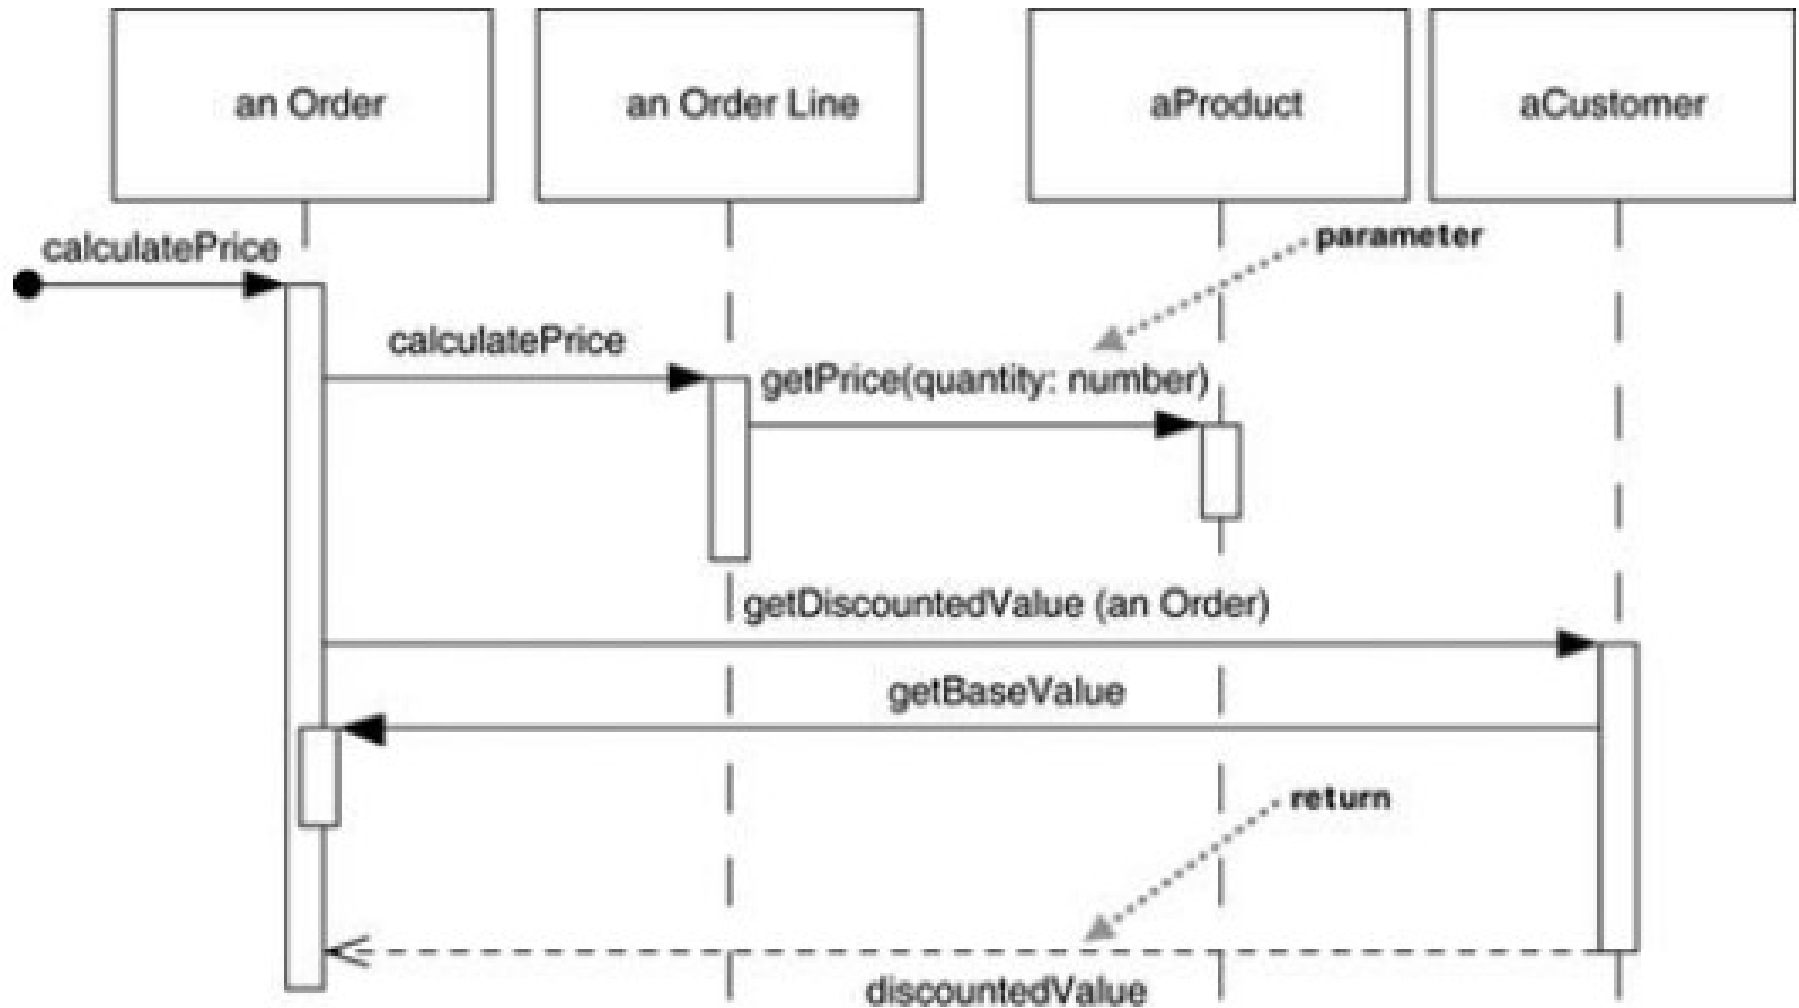 an Order
an Order Line
aProduct
aCustomer
parameter
calculatePrice
calculatePrice
getPrice(quantity: number)
getDiscountedValue (an Order)
getBaseValue
return
discountedValue